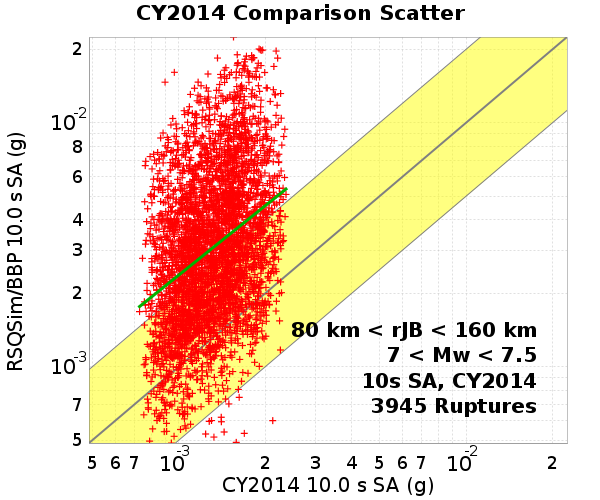 CY2014 Comparison Scatter
RSQSim/BBP 10.0 s SA (g)
2
10-2
8
6
4
3
2
10-3
7
5
80 km < rJB < 160 km
7 < Mw < 7.5
10s SA, CY2014
3945 Ruptures
5 6 7 10-3 2 3 4 5 6 7 10-2 2
CY2014 10.0 s SA (g)